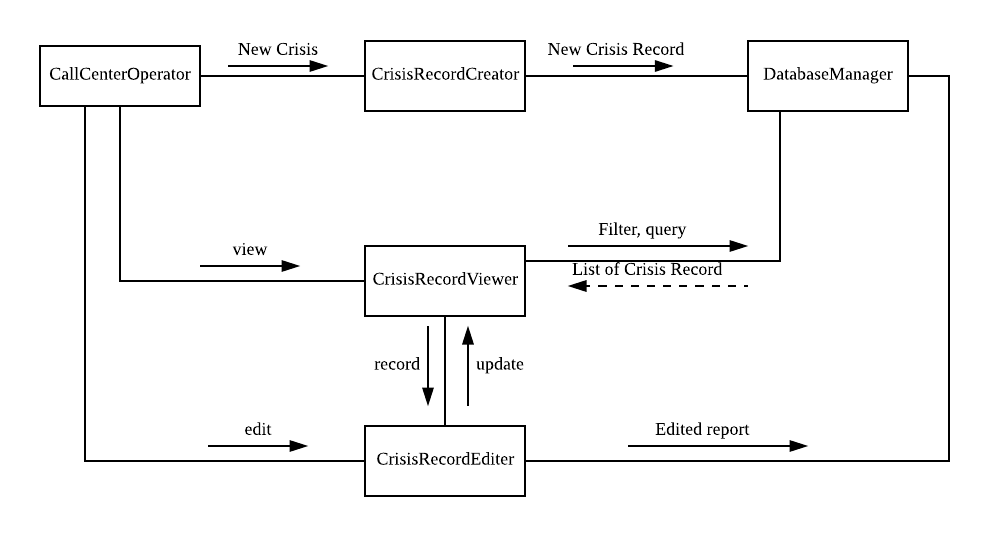 New Crisis
New Crisis Record
CallCenterOperator
CrisisRecordCreator
DatabaseManager
Filter, query
view
List of Crisis Record
CrisisRecordViewer
record
update
edit
Edited report
CrisisRecordEditer